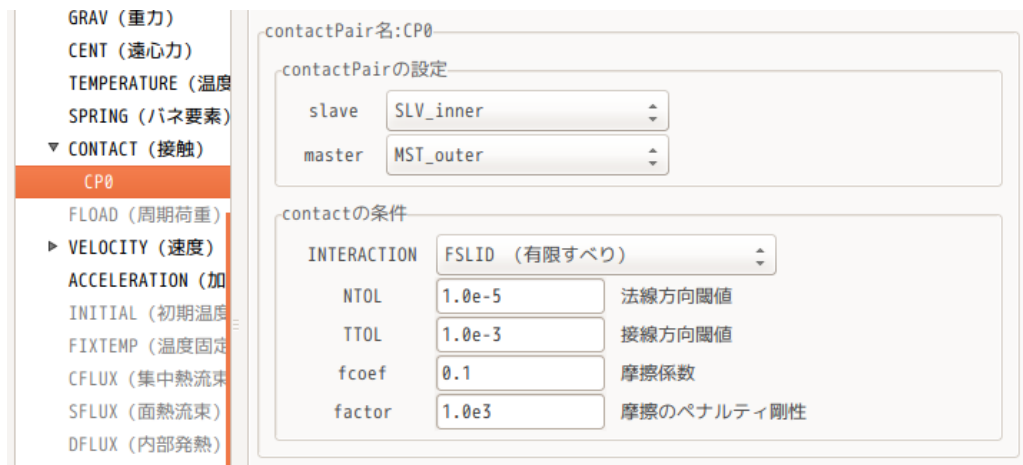 GRAV (重力)
CENT (遠心力)
TEMPERATURE (温度
SPRING (バネ要素)
CONTACT (接触)
CP0
FLOAD (周期荷重)
VELOCITY (速度)
ACCELERATION (加
INITIAL (初期温度
FIXTEMP (温度固定
CFLUX (集中熱流束
SFLUX (面熱流束)
DFLUX (内部発熱)
contactPair名:CP0
contactPairの設定
slave SLV_inner
master MST_outer
contactの条件
INTERACTION FSLID (有限すべり)
NTOL 1.0e-5 法線方向閾値
TTOL 1.0e-3 接線方向閾値
fcoef 0.1 摩擦係数
factor 1.0e3 摩擦のペナルティ剛性